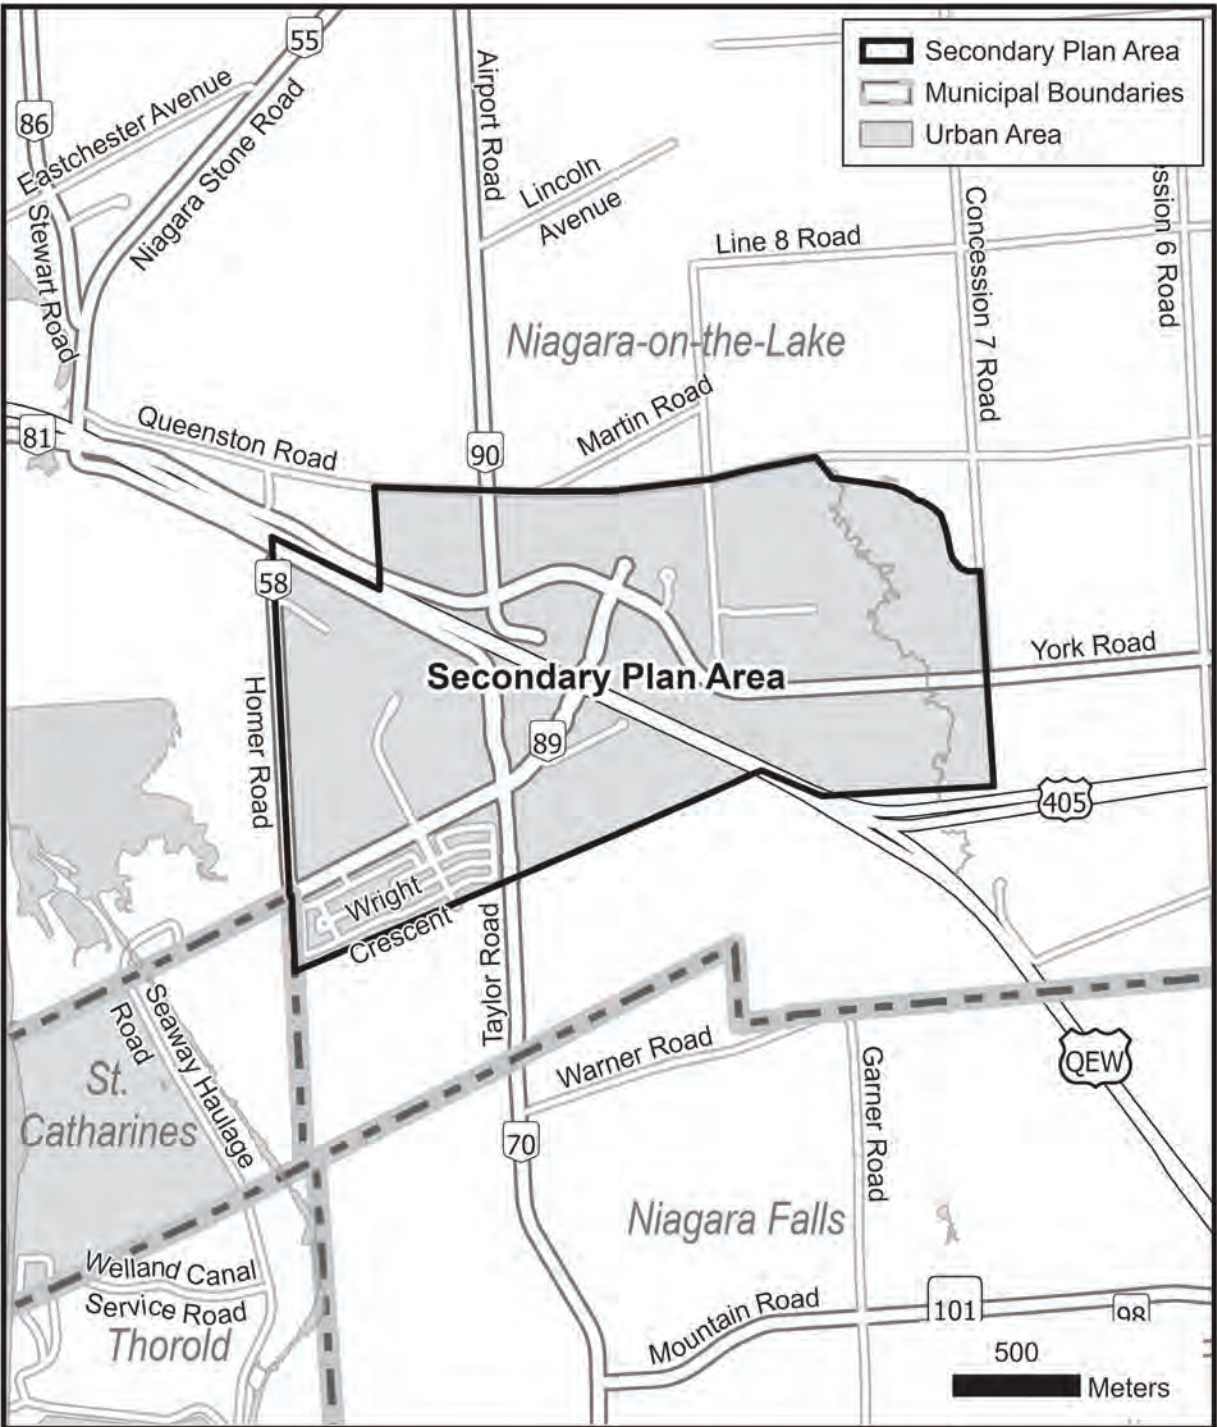 55
Secondary Plan Area
Municipal Boundaries
Urban Area
86
Eastchester Avenue
Niagara Stone Road
Stewart Road
Airport Road
Lincoln
Avenue
Line 8 Road
Concession 7 Road
ession 6 Road
Niagara-on-the-Lake
Martin Road
Queenston Road
81
90
58
York Road
Secondary Plan Area
Homer Road
89
405
Wright
Crescent
Taylor Road
Seaway Haulage
Road
St.
Catharines
Warner Road
QEW
Garner Road
70
Niagara Falls
Welland Canal
Service Road
Thorold
Mountain Road
101
98
500
Meters